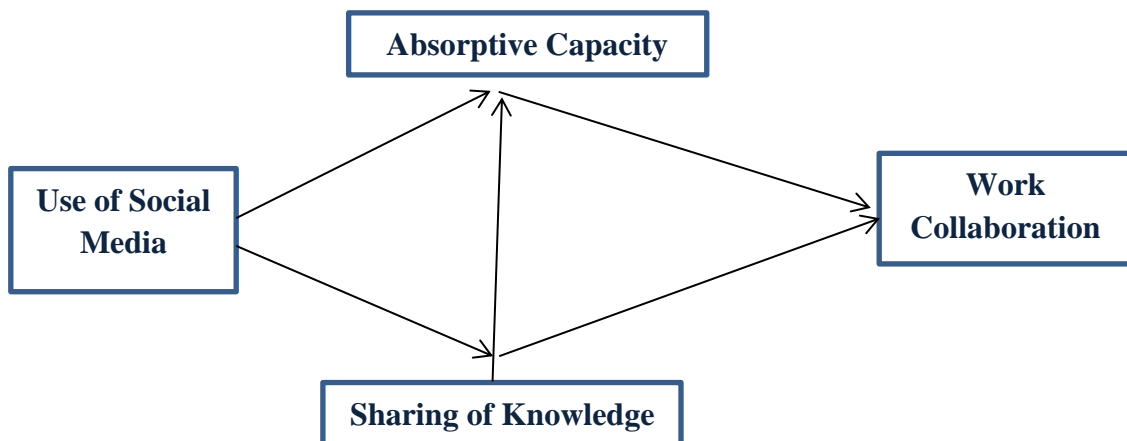 Absorptive Capacity
Use of Social
Media
Work
Collaboration
Sharing of Knowledge